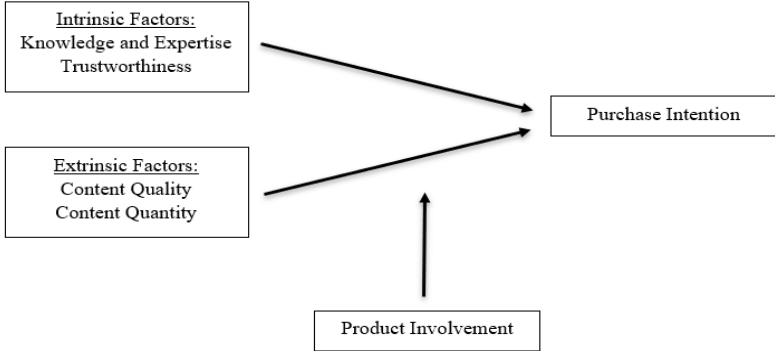 Intrinsic Factors:
Knowledge and Expertise
Trustworthiness
Purchase Intention
Extrinsic Factors:
Content Quality
Content Quantity
Product Involvement